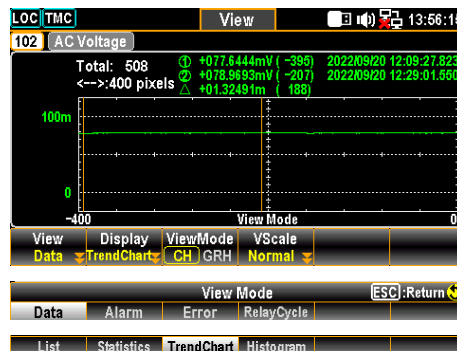 LOC TMC View 13:56:1
102 AC Voltage
Total: 508 ① +077.6444mV ( -396) 2022/09/20 12:09:27.823
<-->:400 pixels ② +078.9693mV ( -207) 2022/09/20 12:29:01.550
△ +01.32491m ( 188)
100m
0
-400 View Mode 0
View Display ViewMode VScale
Data TrendChart CH GRH Normal
View Mode ESC :Return
Data Alarm Error RelayCycle
List Statistics TrendChart Histogram